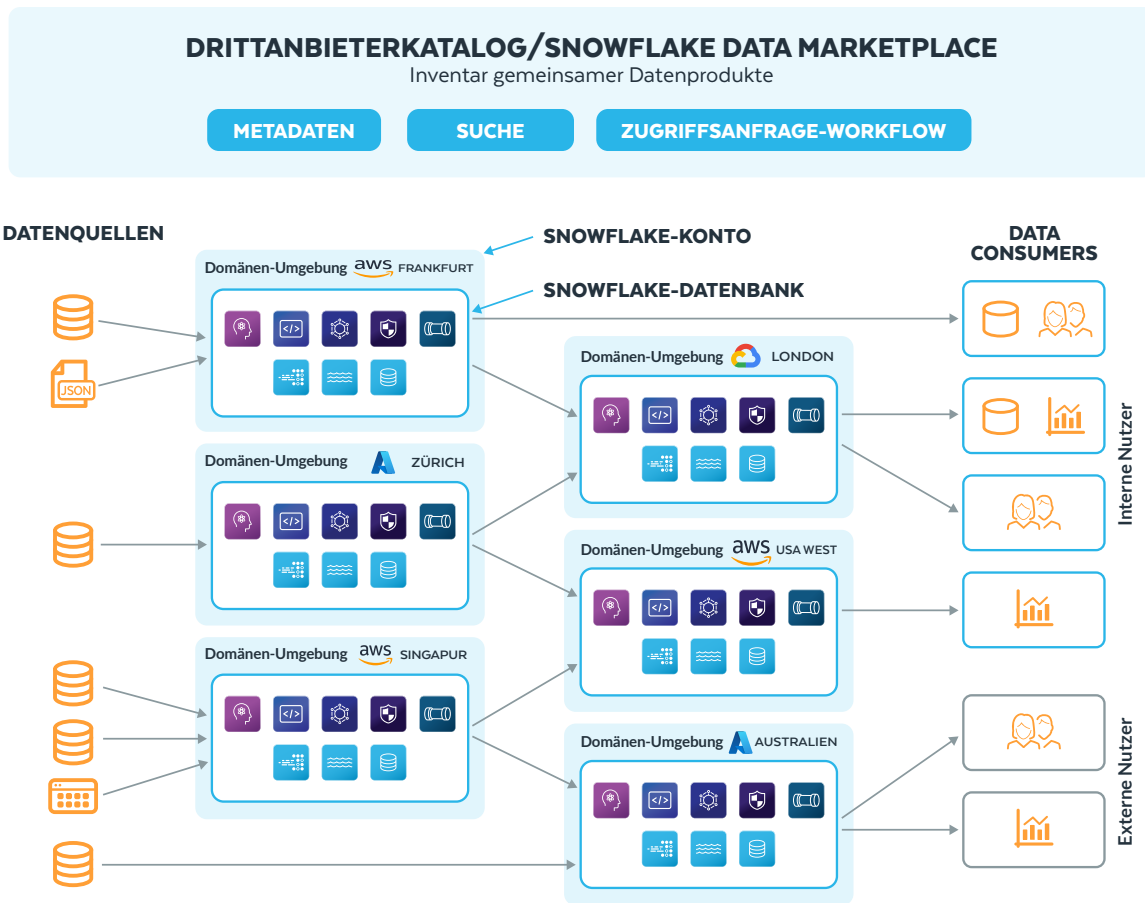 DRITTANBIETERKATALOG/SNOWFLAKE DATA MARKETPLACE
Inventar gemeinsamer Datenprodukte
METADATEN
SUCHE
ZUGRIFFSANFRAGE-WORKFLOW
DATENQUELLEN
SNOWFLAKE-KONTO
DATA
CONSUMERS
Domänen-Umgebung aws FRANKFURT
SNOWFLAKE-DATENBANK
</>
JSON
Domänen-Umgebung LONDON
</>
Interne Nutzer
Domänen-Umgebung ZÜRICH
</>
Domänen-Umgebung aws USA WEST
</>
Domänen-Umgebung aws SINGAPUR
</>
Domänen-Umgebung AUSTRALIEN
</>
Externe Nutzer